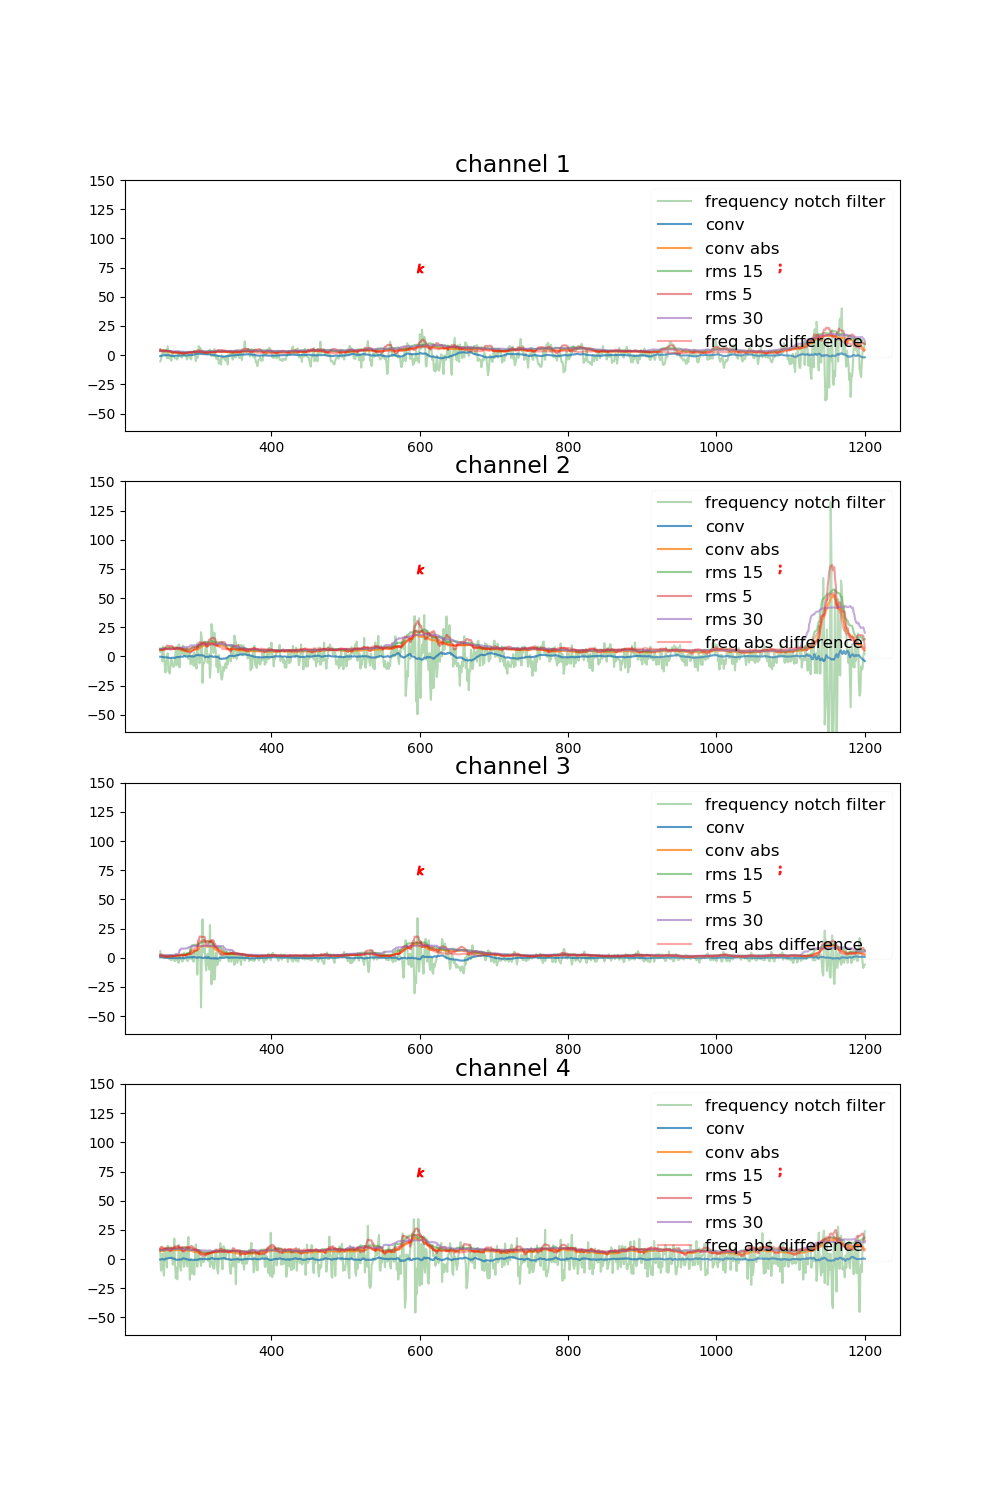 channel 1
150
125
100
75
50
25
0
−25
−50
frequency notch filter
conv
conv abs
rms 15
rms 5
rms 30
freq abs difference
k
;
400 600 800 1000 1200
channel 2
150
125
100
75
50
25
0
−25
−50
frequency notch filter
conv
conv abs
rms 15
rms 5
rms 30
freq abs difference
k
;
400 600 800 1000 1200
channel 3
150
125
100
75
50
25
0
−25
−50
frequency notch filter
conv
conv abs
rms 15
rms 5
rms 30
freq abs difference
k
;
400 600 800 1000 1200
channel 4
150
125
100
75
50
25
0
−25
−50
frequency notch filter
conv
conv abs
rms 15
rms 5
rms 30
freq abs difference
k
;
400 600 800 1000 1200